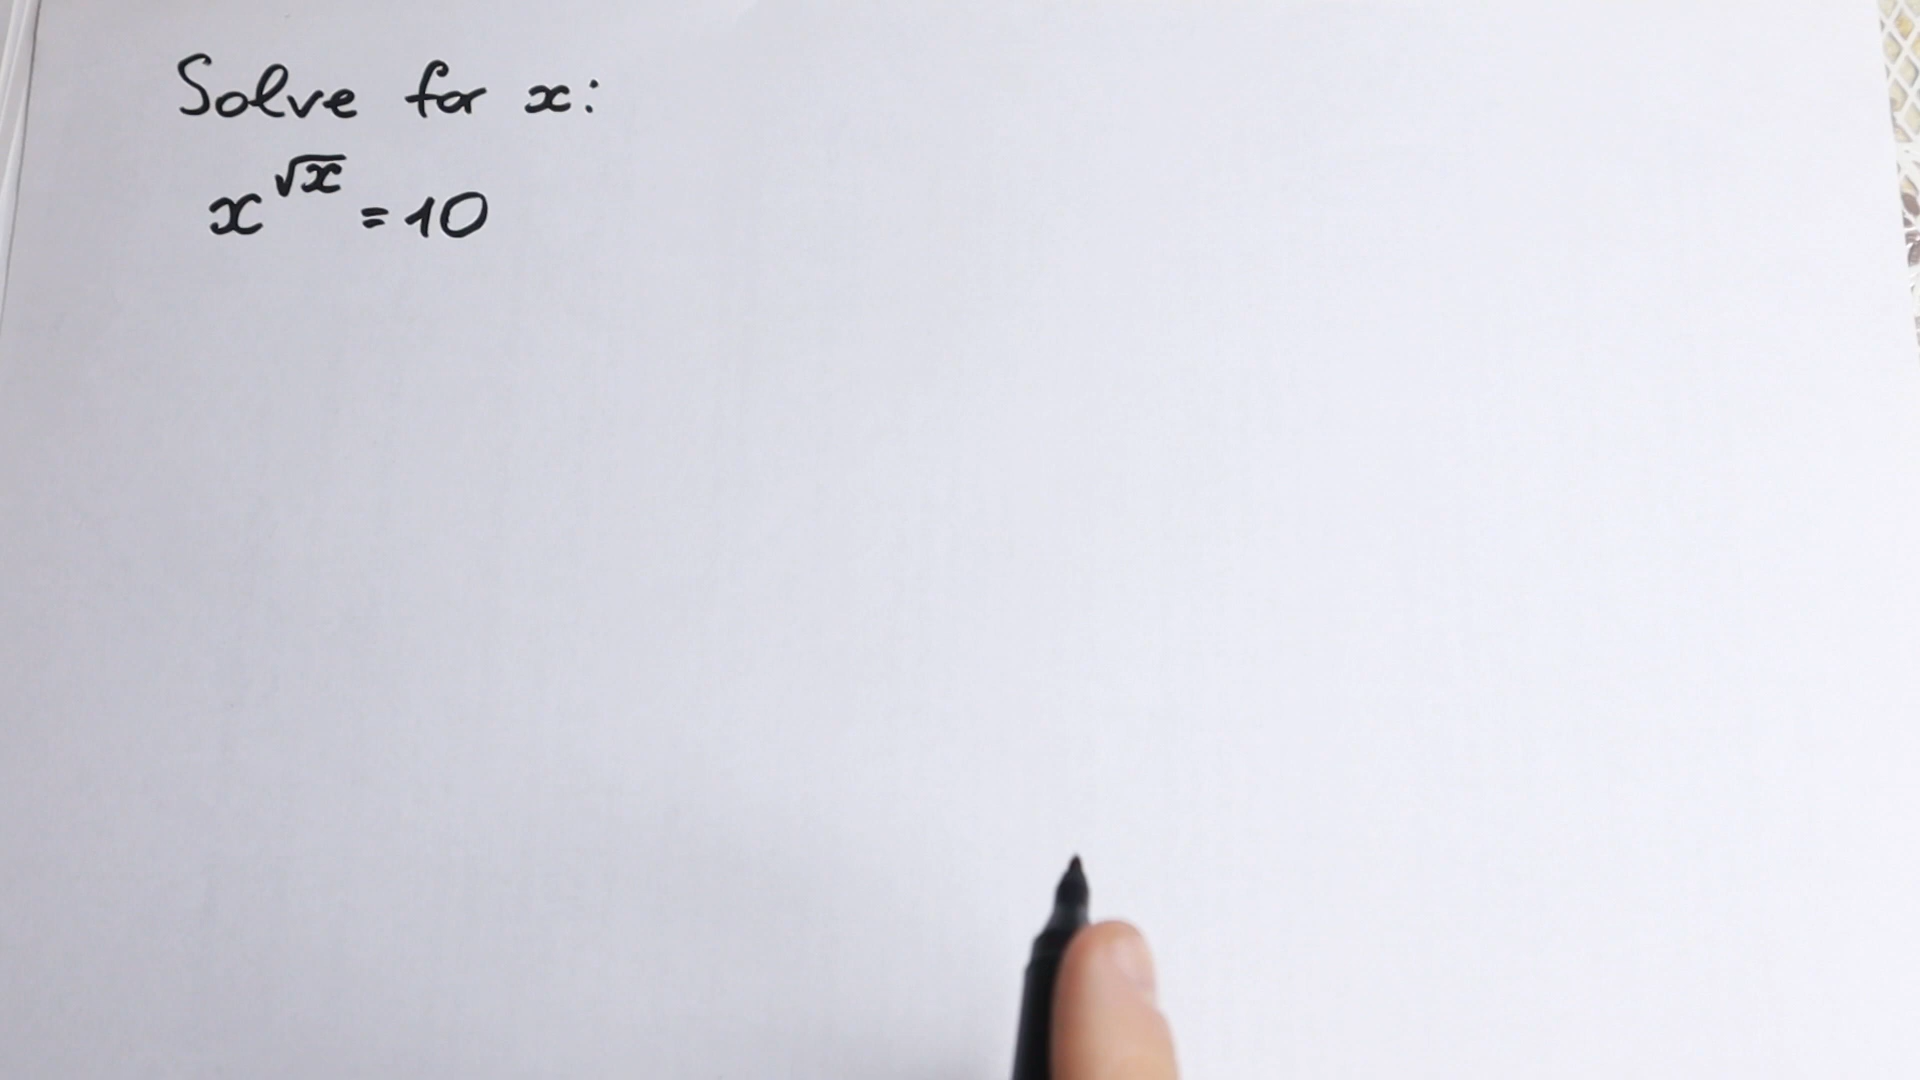 Solve for x:
x^√x = 10